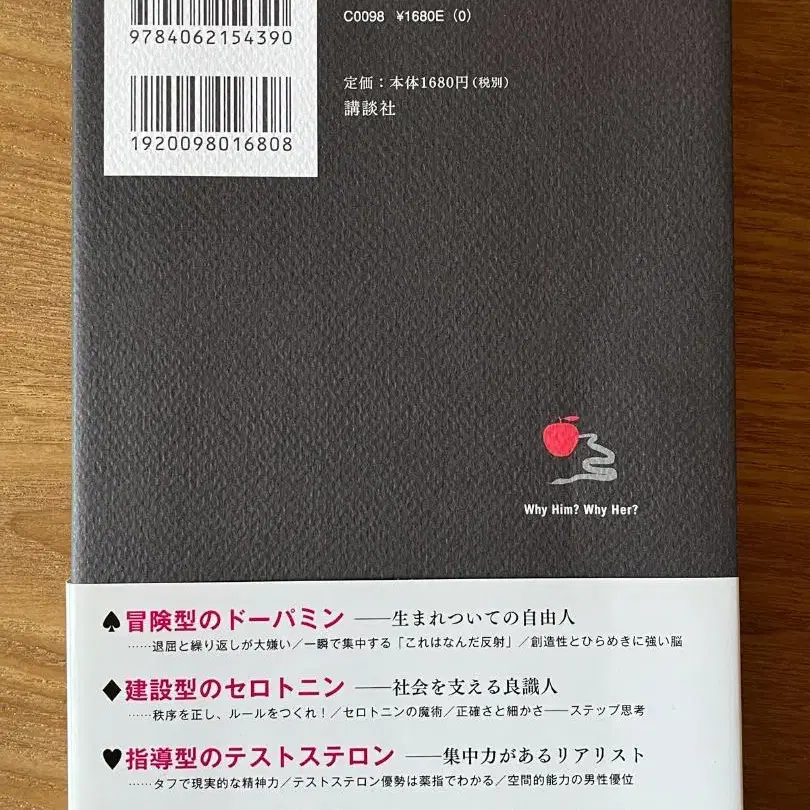 9784062154390
C0098 ¥1680E (0)
1920098016808
定価：本体1680円（税別）
講談社
Why Him? Why Her?
♠冒険型のドーパミン ──生まれついての自由人
……退屈と繰り返しが大嫌い／一瞬で集中する「これはなんだ反射」／創造性とひらめきに強い脳
◆建設型のセロトニン ──社会を支える良識人
……秩序を正し、ルールをつくれ！／セロトニンの魔術／正確さと細かさ──ステップ思考
♥指導型のテストステロン ──集中力があるリアリスト
……タフで現実的な精神力／テストステロン優勢は薬指でわかる／空間的能力の男性優位